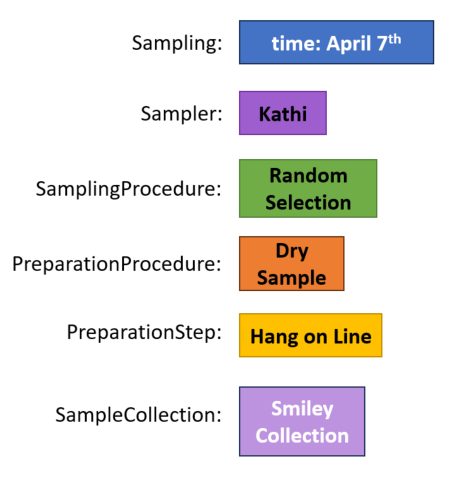 Sampling: time: April 7th
Sampler: Kathi
SamplingProcedure: Random
Selection
PreparationProcedure: Dry
Sample
PreparationStep: Hang on Line
SampleCollection: Smiley
Collection